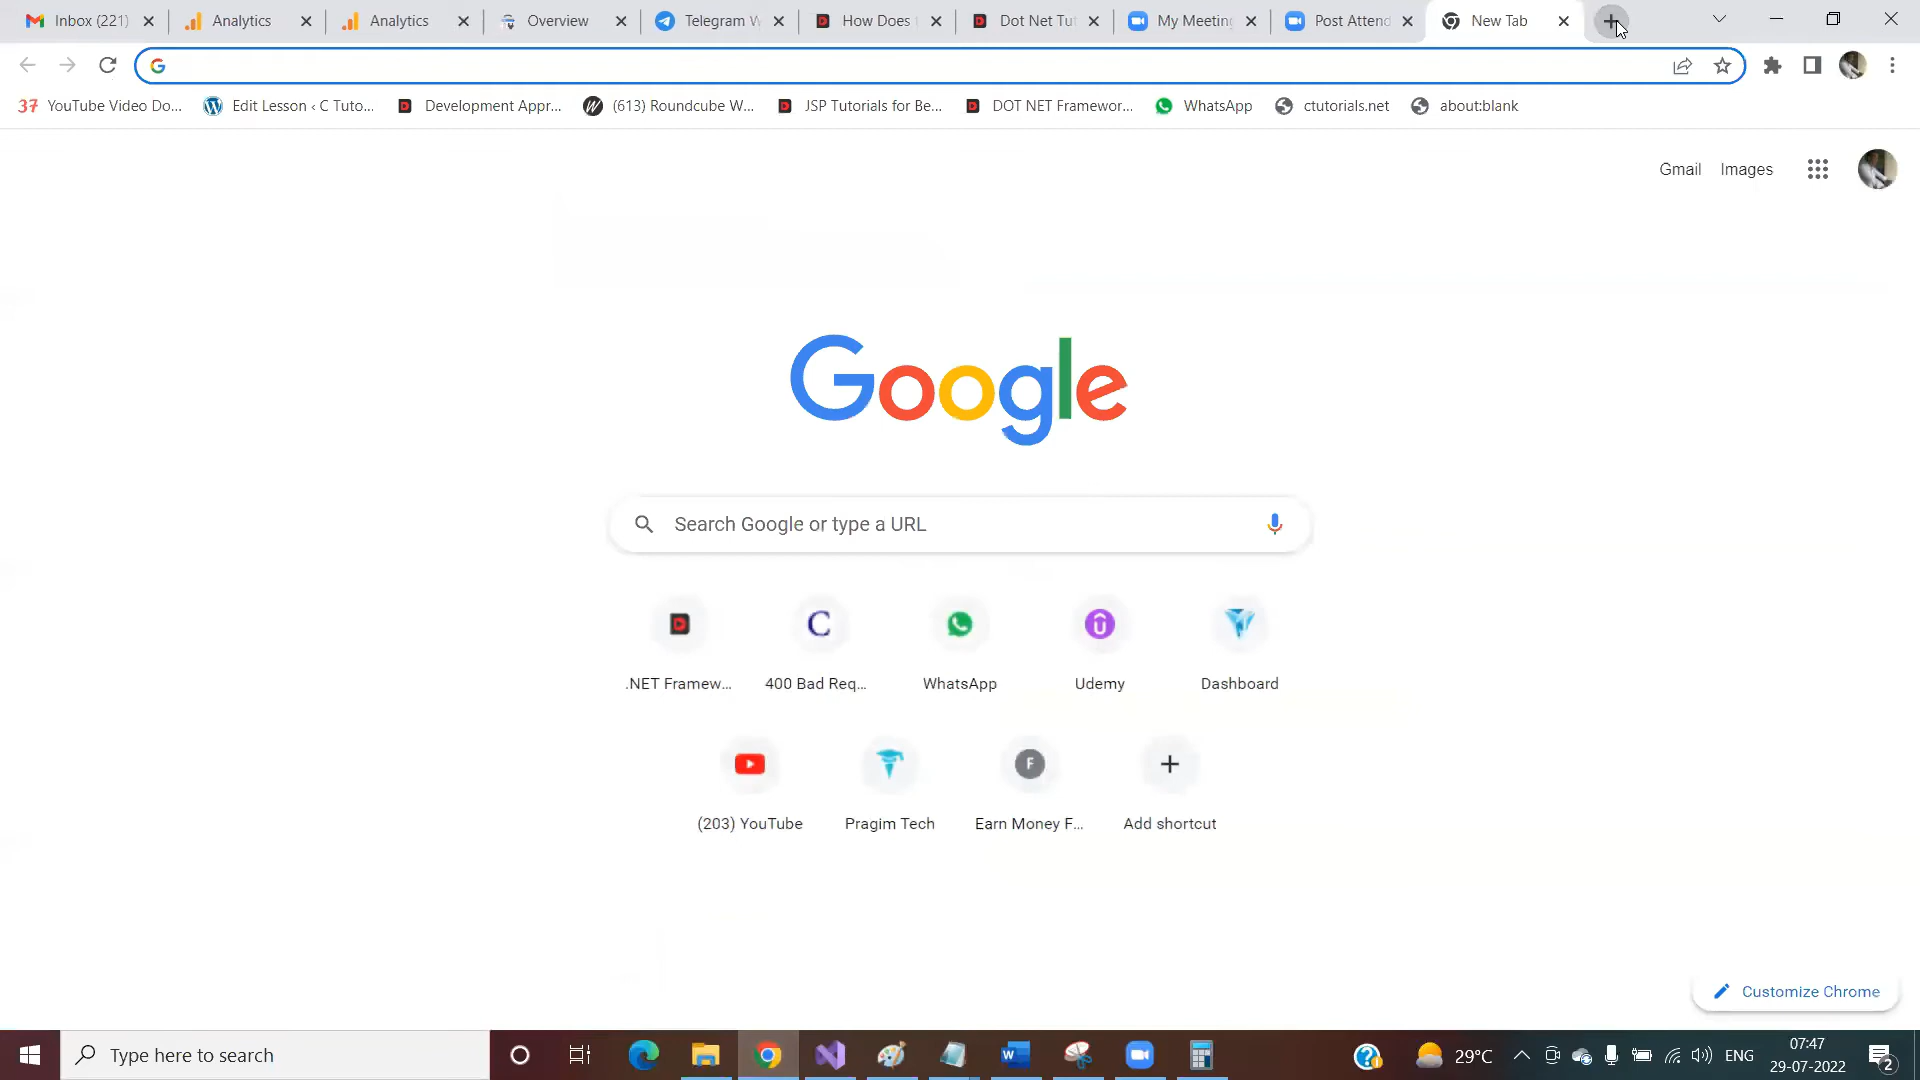 Inbox (221)
Analytics
Analytics
Overview
Telegram W
How Does
Dot Net Tut
My Meeting
Post Attend
New Tab
37 YouTube Video Do...
Edit Lesson ‹ C Tuto...
Development Appr...
(613) Roundcube W...
JSP Tutorials for Be...
DOT NET Framewor...
WhatsApp
ctutorials.net
about:blank
Gmail
Images
Google
Search Google or type a URL
.NET Framew...
400 Bad Req...
WhatsApp
Udemy
Dashboard
(203) YouTube
Pragim Tech
F
Earn Money F...
Add shortcut
Customize Chrome
Type here to search
29°C
ENG
07:47
29-07-2022
2